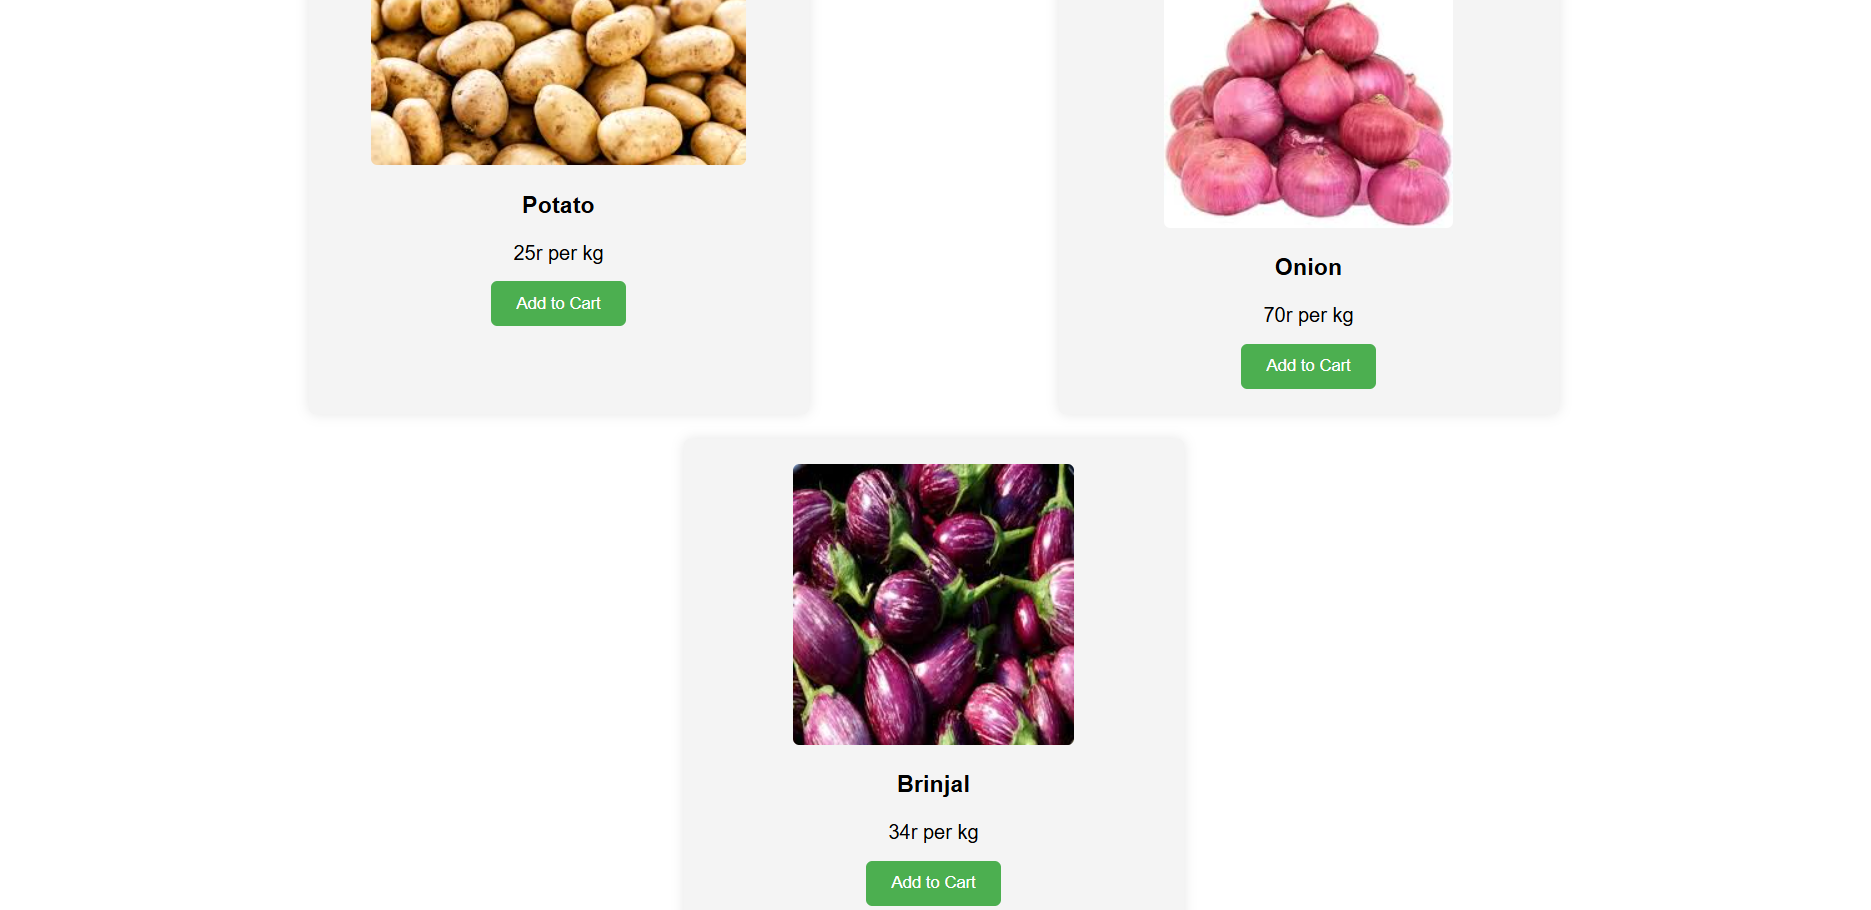 Potato
25r per kg
Add to Cart
Onion
70r per kg
Add to Cart
Brinjal
34r per kg
Add to Cart